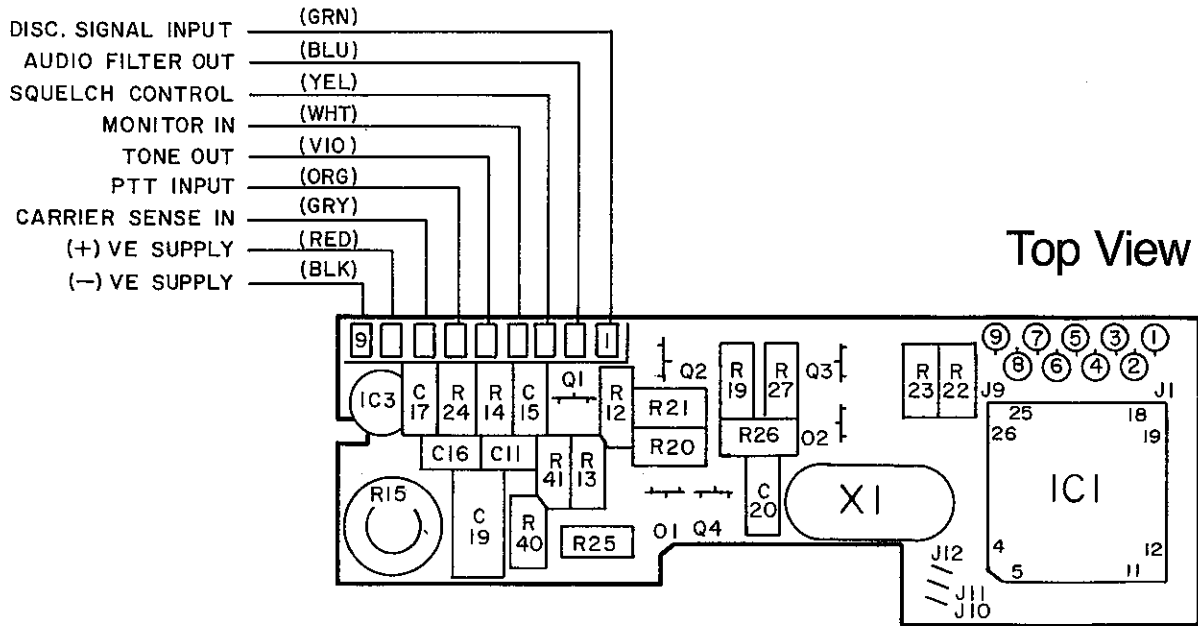 DISC. SIGNAL INPUT (GRN)
AUDIO FILTER OUT (BLU)
SQUELCH CONTROL (YEL)
MONITOR IN (WHT)
TONE OUT (VIO)
PTT INPUT (ORG)
CARRIER SENSE IN (GRY)
(+) VE SUPPLY (RED)
(—) VE SUPPLY (BLK)
Top View
9 1
9 7 5 3 1
8 6 4 2
J9 J1
IC3
C 17
R 24
R 14
C 15
Q1
R 12
Q2
R21
R20
R 19
R 27
Q3
R26
O2
R 23
R 22
C16
C11
R 41
R 13
R15
C 19
R 40
R25
O1 Q4
C 20
X1
25 18
26 19
IC1
4 12
5 11
J12
J11
J10